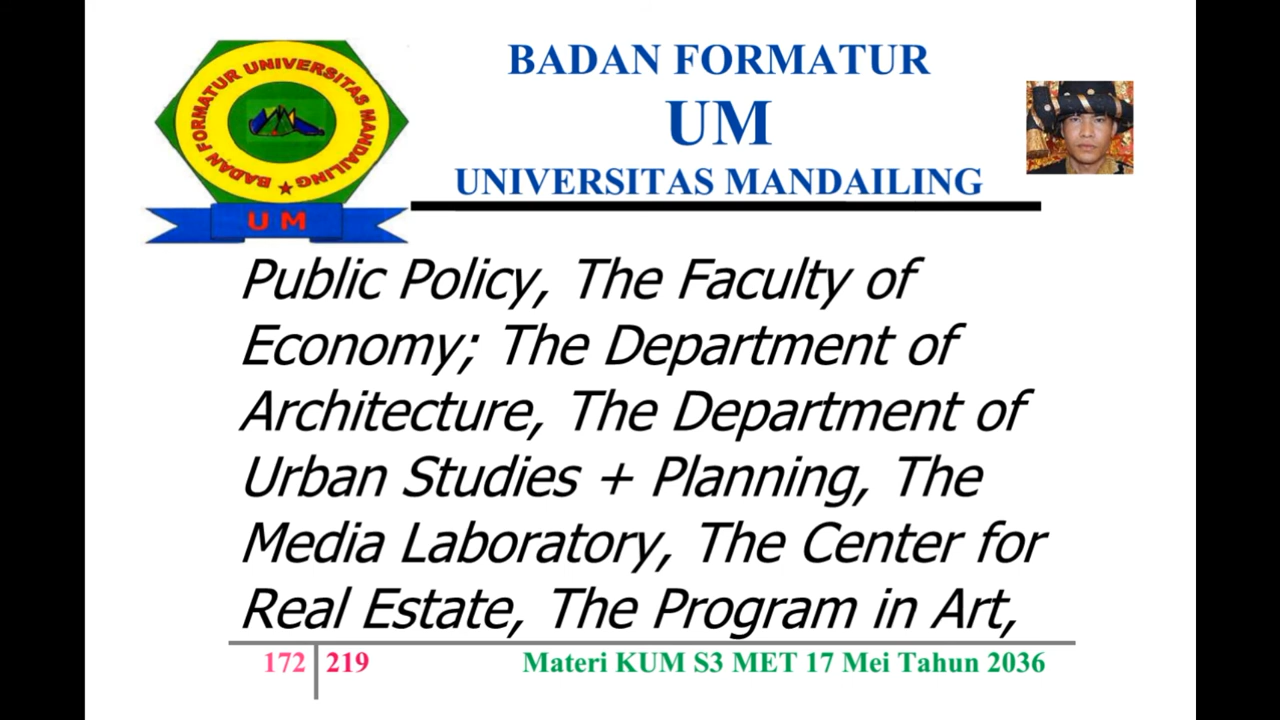 BADAN FORMATUR UNIVERSITAS MANDAILING
U M
BADAN FORMATUR
UM
UNIVERSITAS MANDAILING
Public Policy, The Faculty of
Economy; The Department of
Architecture, The Department of
Urban Studies + Planning, The
Media Laboratory, The Center for
Real Estate, The Program in Art,
172 219 Materi KUM S3 MET 17 Mei Tahun 2036